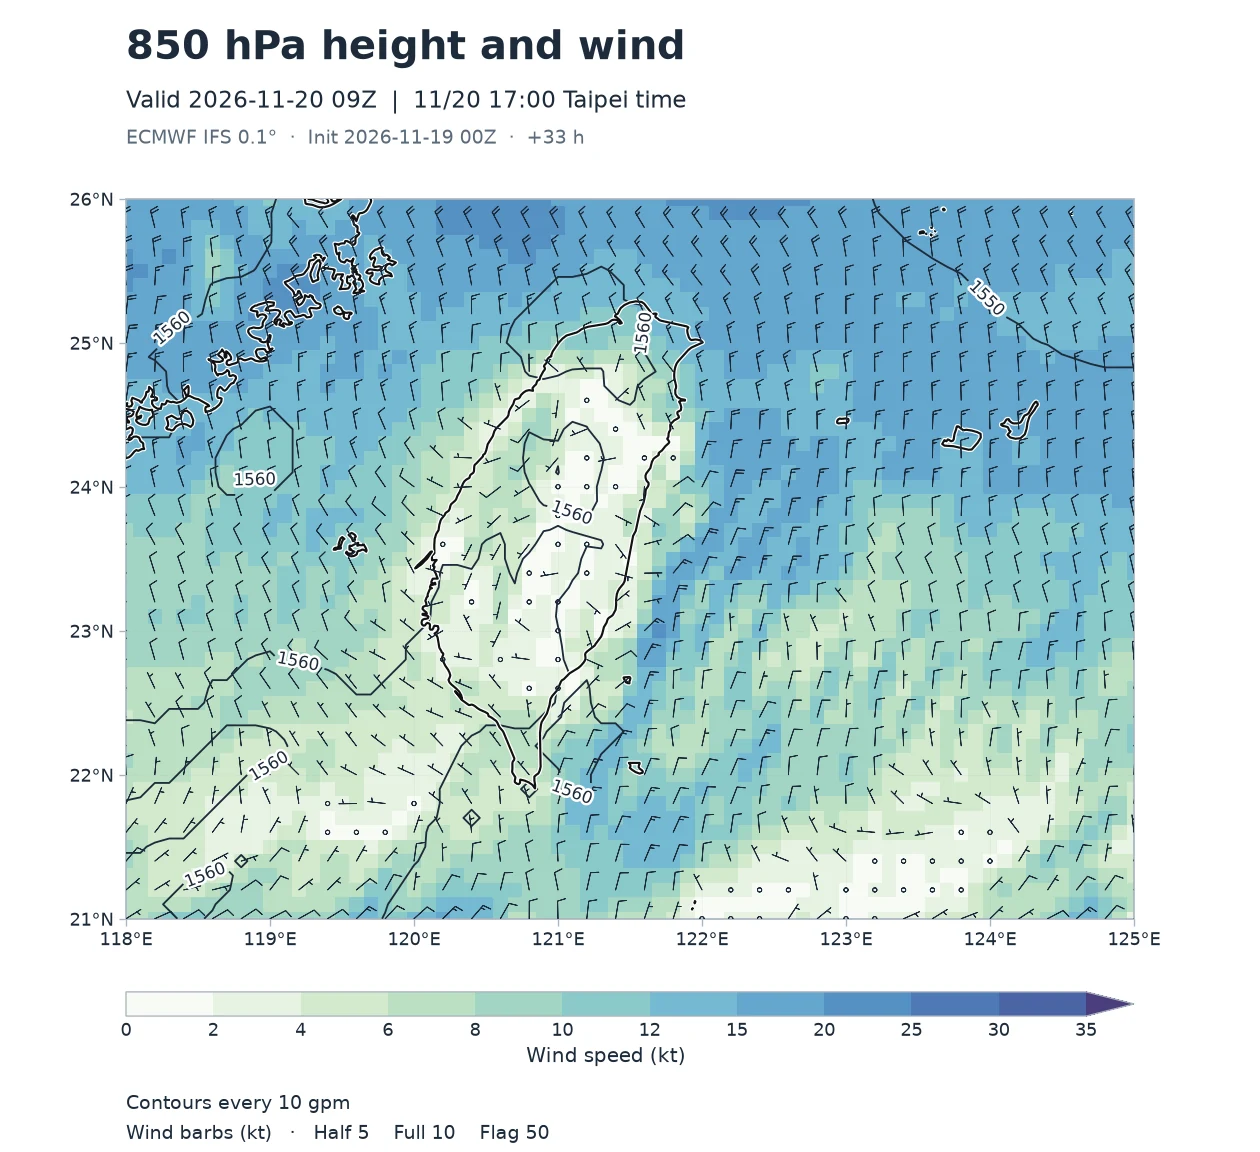 850 hPa height and wind
Valid 2026-11-20 09Z | 11/20 17:00 Taipei time
ECMWF IFS 0.1° · Init 2026-11-19 00Z · +33 h
26°N
25°N
24°N
23°N
22°N
21°N
1560
1560
1550
1560
1560
1560
1560
1560
1560
118°E 119°E 120°E 121°E 122°E 123°E 124°E 125°E
0 2 4 6 8 10 12 15 20 25 30 35
Wind speed (kt)
Contours every 10 gpm
Wind barbs (kt) · Half 5 Full 10 Flag 50